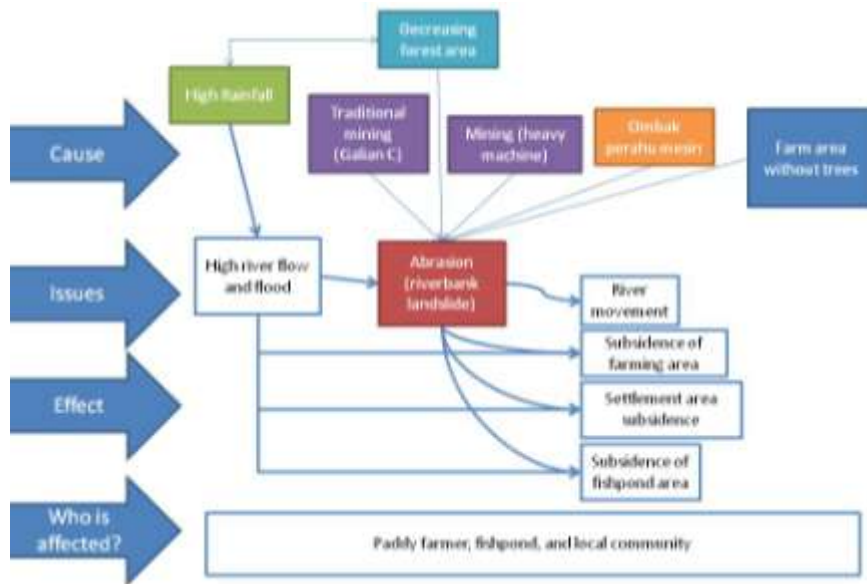 Decreasing
forest area
High Rainfall
Traditional
mining
(Galian C)
Mining (heavy
machine)
Ombak
perahu mesin
Farm area
without trees
Cause
High river flow
and flood
Abrasion
(riverbank
landslide)
Issues
River
movement
Subsidence of
farming area
Effect
Settlement area
subsidence
Subsidence of
fishpond area
Who is
affected?
Paddy farmer, fishpond, and local community